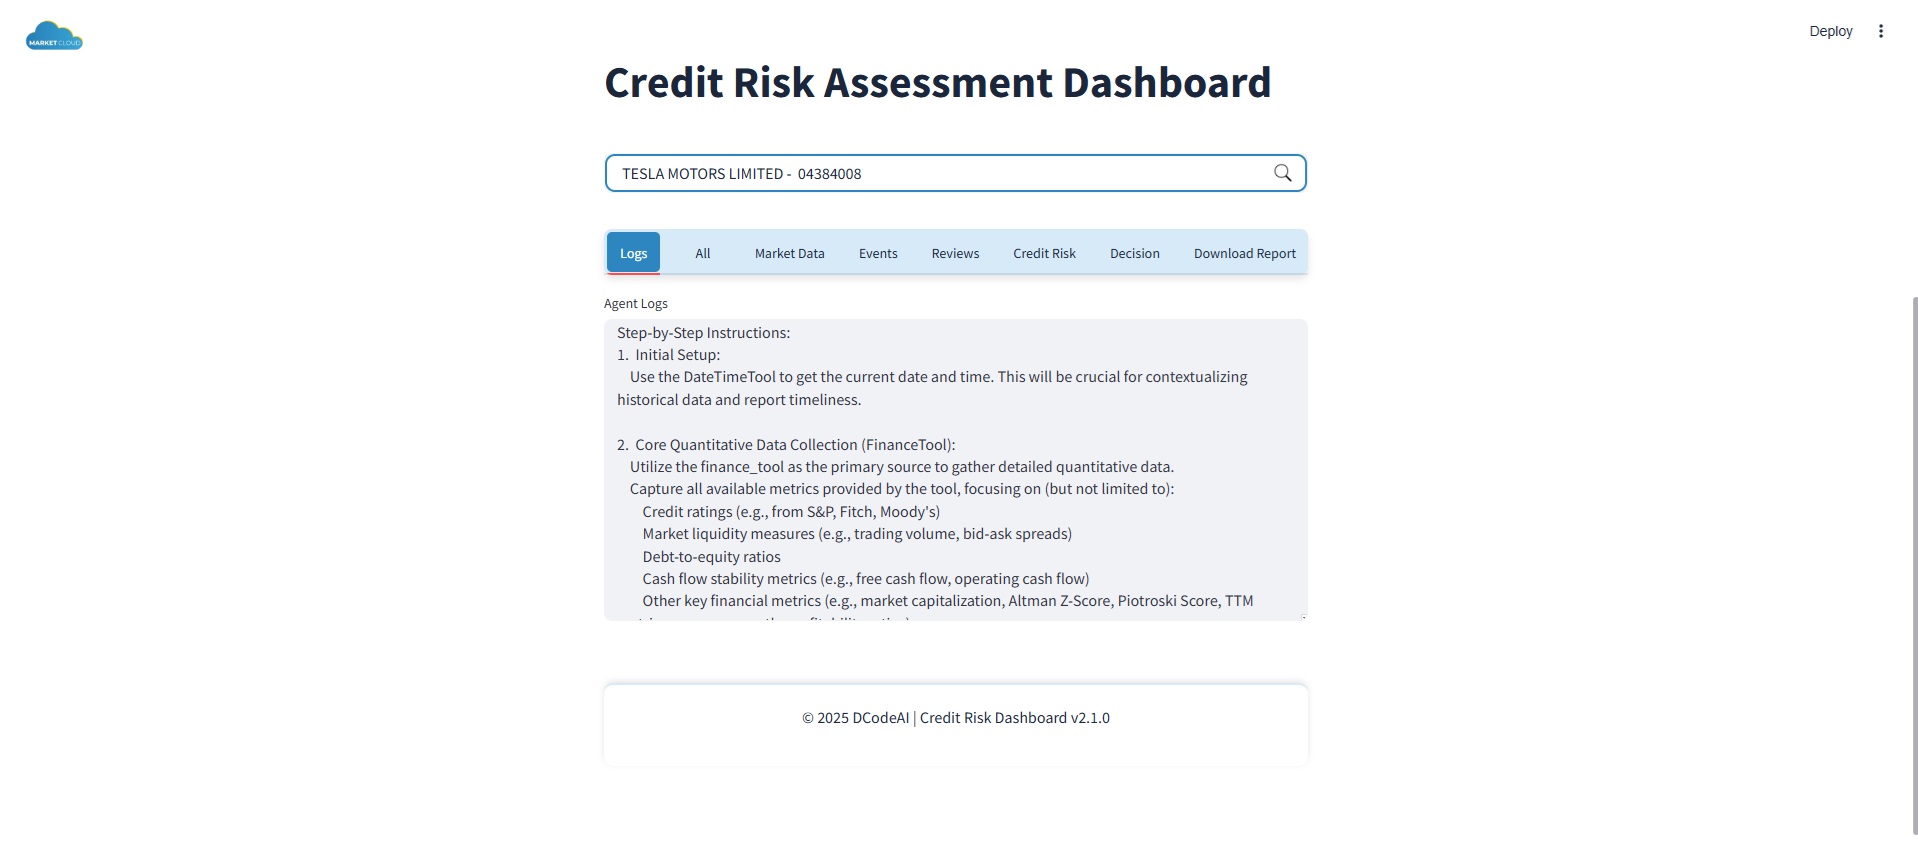 MARKET CLOUD
Deploy
Credit Risk Assessment Dashboard
TESLA MOTORS LIMITED -  04384008
Logs
All
Market Data
Events
Reviews
Credit Risk
Decision
Download Report
Agent Logs
Step-by-Step Instructions:
1.  Initial Setup:
Use the DateTimeTool to get the current date and time. This will be crucial for contextualizing
historical data and report timeliness.
2.  Core Quantitative Data Collection (FinanceTool):
Utilize the finance_tool as the primary source to gather detailed quantitative data.
Capture all available metrics provided by the tool, focusing on (but not limited to):
Credit ratings (e.g., from S&P, Fitch, Moody's)
Market liquidity measures (e.g., trading volume, bid-ask spreads)
Debt-to-equity ratios
Cash flow stability metrics (e.g., free cash flow, operating cash flow)
Other key financial metrics (e.g., market capitalization, Altman Z-Score, Piotroski Score, TTM
© 2025 DCodeAI | Credit Risk Dashboard v2.1.0